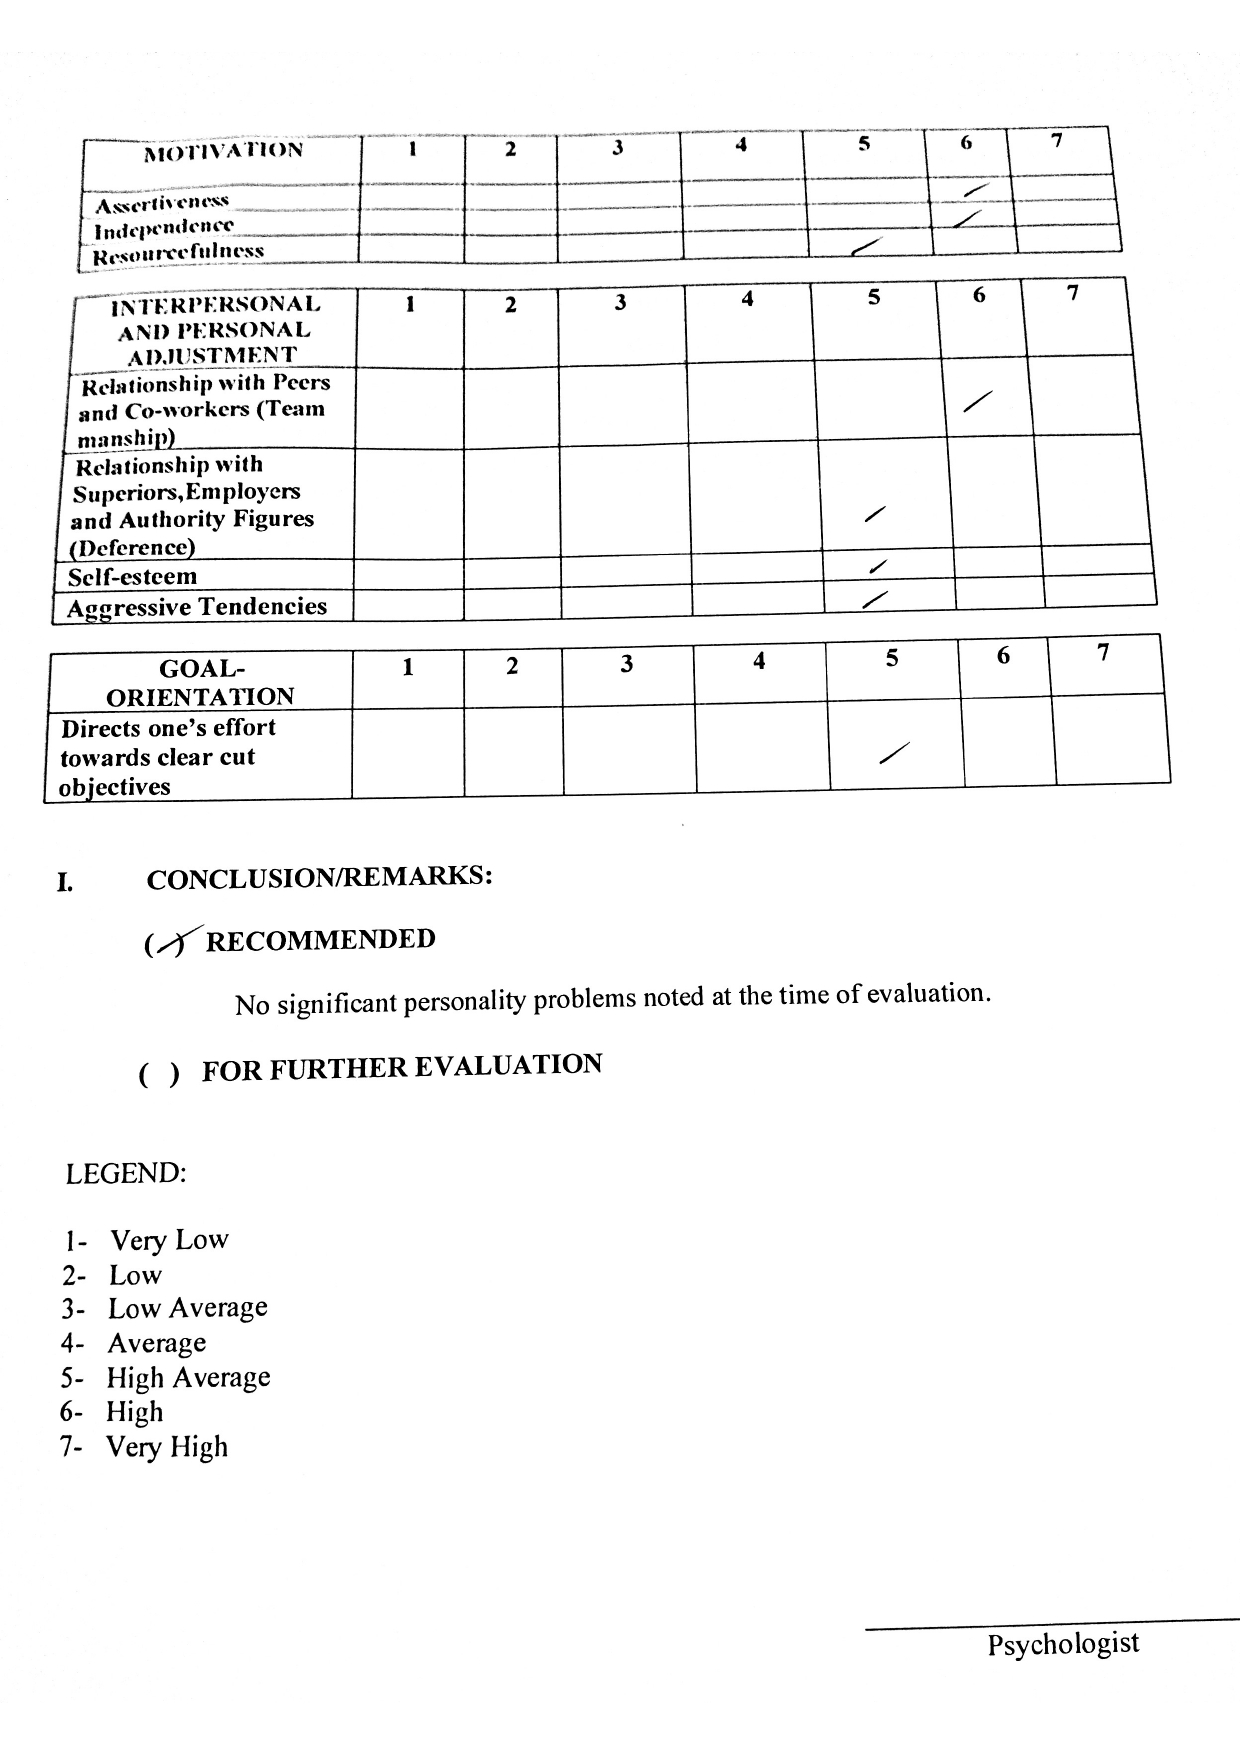 MOTIVATION 1 2 3 4 5 6 7
Assertiveness /
Independence /
Resourcefulness /
INTERPERSONAL 1 2 3 4 5 6 7
AND PERSONAL
ADJUSTMENT
Relationship with Peers
and Co-workers (Team /
manship)
Relationship with
Superiors,Employers
and Authority Figures /
(Deference)
Self-esteem /
Aggressive Tendencies /
GOAL- 1 2 3 4 5 6 7
ORIENTATION
Directs one's effort
towards clear cut /
objectives
I. CONCLUSION/REMARKS:
(/) RECOMMENDED
No significant personality problems noted at the time of evaluation.
( ) FOR FURTHER EVALUATION
LEGEND:
1- Very Low
2- Low
3- Low Average
4- Average
5- High Average
6- High
7- Very High
Psychologist